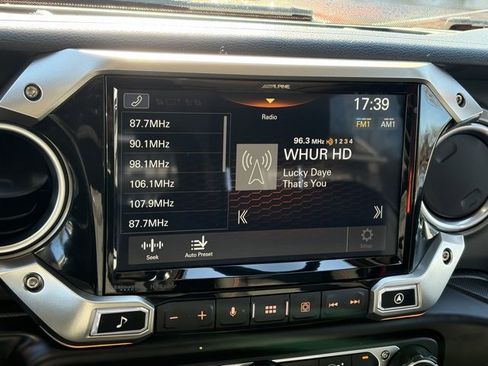 ALPINE
17:39
Radio
FM1 AM1
87.7MHz
90.1MHz
98.1MHz
106.1MHz
107.9MHz
87.7MHz
96.3 MHz 1 2 3 4
WHUR HD
Lucky Daye
That's You
Seek
Auto Preset
Setup